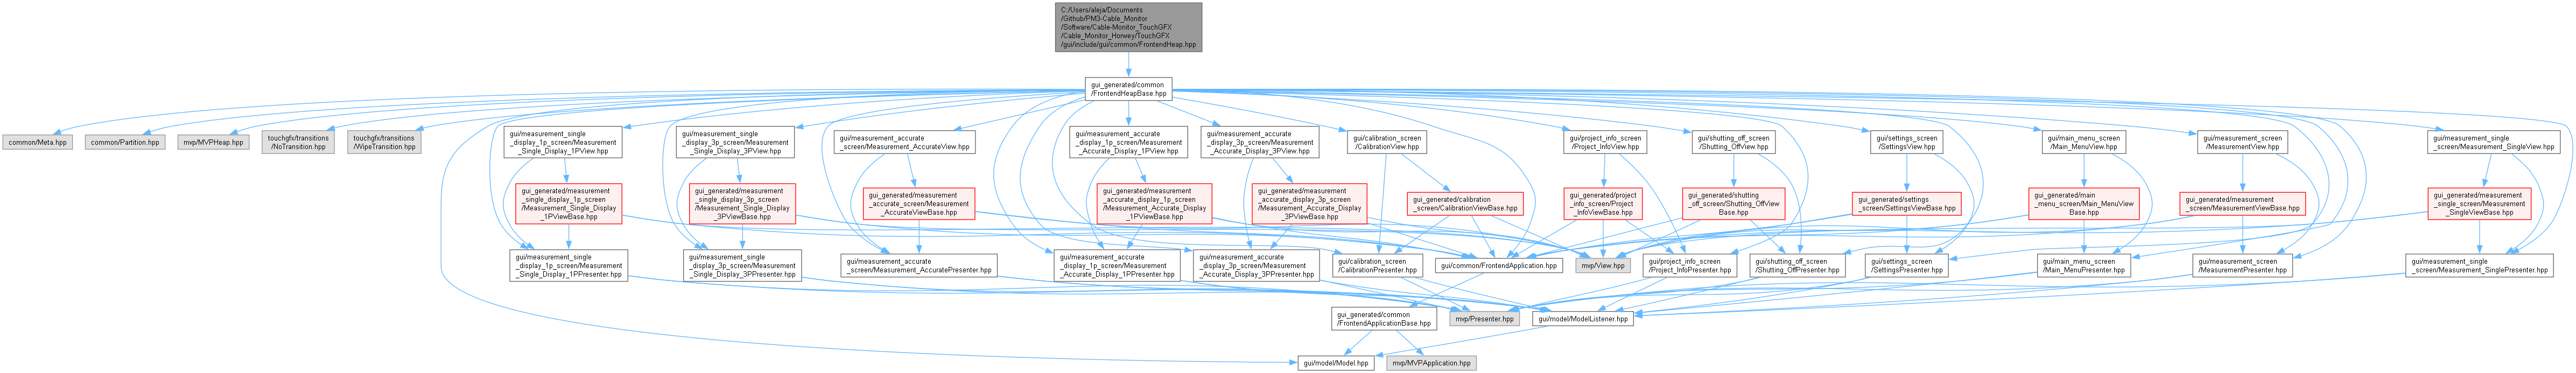 C:/Users/aleja/Documents
/Github/PM3-Cable_Monitor
/Software/Cable-Monitor_TouchGFX
/Cable_Monitor_Horwey/TouchGFX
/gui/include/gui/common/FrontendHeap.hpp
gui_generated/common
/FrontendHeapBase.hpp
common/Meta.hpp
common/Partition.hpp
mvp/MVPHeap.hpp
touchgfx/transitions
/NoTransition.hpp
touchgfx/transitions
/WipeTransition.hpp
gui/measurement_single
_display_1p_screen/Measurement
_Single_Display_1PView.hpp
gui/measurement_single
_display_3p_screen/Measurement
_Single_Display_3PView.hpp
gui/measurement_accurate
_screen/Measurement_AccurateView.hpp
gui/measurement_accurate
_display_1p_screen/Measurement
_Accurate_Display_1PView.hpp
gui/measurement_accurate
_display_3p_screen/Measurement
_Accurate_Display_3PView.hpp
gui/calibration_screen
/CalibrationView.hpp
gui/project_info_screen
/Project_InfoView.hpp
gui/shutting_off_screen
/Shutting_OffView.hpp
gui/settings_screen
/SettingsView.hpp
gui/main_menu_screen
/Main_MenuView.hpp
gui/measurement_screen
/MeasurementView.hpp
gui/measurement_single
_screen/Measurement_SingleView.hpp
gui_generated/measurement
_single_display_1p_screen
/Measurement_Single_Display
_1PViewBase.hpp
gui_generated/measurement
_single_display_3p_screen
/Measurement_Single_Display
_3PViewBase.hpp
gui_generated/measurement
_accurate_screen/Measurement
_AccurateViewBase.hpp
gui_generated/measurement
_accurate_display_1p_screen
/Measurement_Accurate_Display
_1PViewBase.hpp
gui_generated/measurement
_accurate_display_3p_screen
/Measurement_Accurate_Display
_3PViewBase.hpp
gui_generated/calibration
_screen/CalibrationViewBase.hpp
gui_generated/project
_info_screen/Project
_InfoViewBase.hpp
gui_generated/shutting
_off_screen/Shutting_OffView
Base.hpp
gui_generated/settings
_screen/SettingsViewBase.hpp
gui_generated/main
_menu_screen/Main_MenuView
Base.hpp
gui_generated/measurement
_screen/MeasurementViewBase.hpp
gui_generated/measurement
_single_screen/Measurement
_SingleViewBase.hpp
gui/measurement_single
_display_1p_screen/Measurement
_Single_Display_1PPresenter.hpp
gui/measurement_single
_display_3p_screen/Measurement
_Single_Display_3PPresenter.hpp
gui/measurement_accurate
_screen/Measurement_AccuratePresenter.hpp
gui/measurement_accurate
_display_1p_screen/Measurement
_Accurate_Display_1PPresenter.hpp
gui/measurement_accurate
_display_3p_screen/Measurement
_Accurate_Display_3PPresenter.hpp
gui/calibration_screen
/CalibrationPresenter.hpp
gui/common/FrontendApplication.hpp
mvp/View.hpp
gui/project_info_screen
/Project_InfoPresenter.hpp
gui/shutting_off_screen
/Shutting_OffPresenter.hpp
gui/settings_screen
/SettingsPresenter.hpp
gui/main_menu_screen
/Main_MenuPresenter.hpp
gui/measurement_screen
/MeasurementPresenter.hpp
gui/measurement_single
_screen/Measurement_SinglePresenter.hpp
gui_generated/common
/FrontendApplicationBase.hpp
mvp/Presenter.hpp
gui/model/ModelListener.hpp
gui/model/Model.hpp
mvp/MVPApplication.hpp